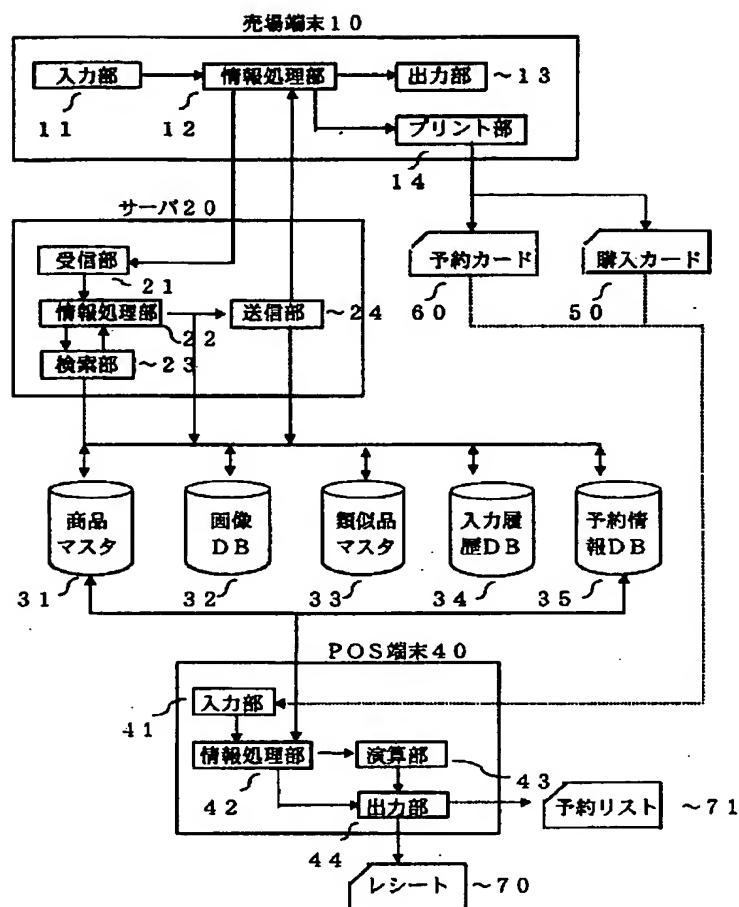 売場端末10
入力部
情報処理部
出力部
～13
11
12
プリント部
14
サーバ20
受信部
21
予約カード
購入カード
60
50
情報処理部
22
送信部
～24
検索部
～23
商品
マスタ
画像
DB
類似品
マスタ
入力履
歴DB
予約情
報DB
31
32
33
34
35
POS端末40
入力部
41
情報処理部
演算部
42
43
出力部
44
予約リスト
～71
レシート
～70